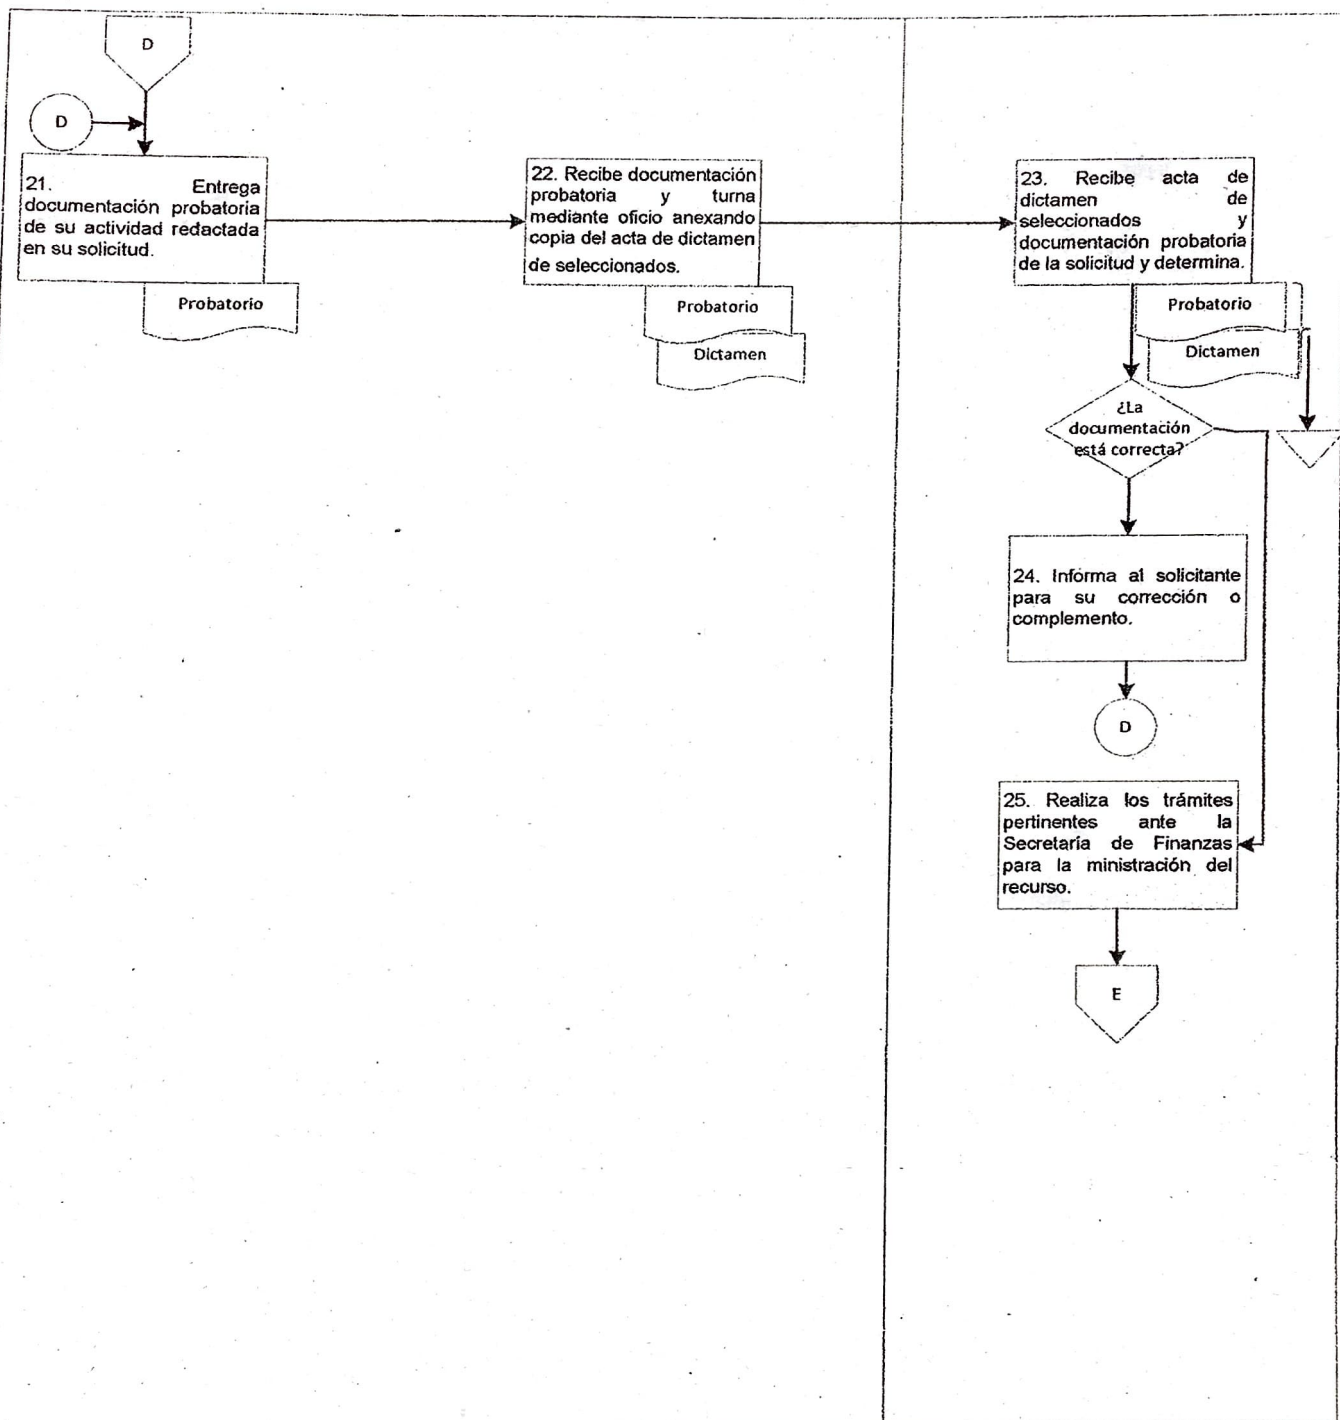 D
D
21. Entrega
documentación probatoria
de su actividad redactada
en su solicitud.
Probatorio
22. Recibe documentación
probatoria y turna
mediante oficio anexando
copia del acta de dictamen
de seleccionados.
Probatorio
Dictamen
23. Recibe acta de
dictamen de
seleccionados y
documentación probatoria
de la solicitud y determina.
Probatorio
Dictamen
¿La
documentación
está correcta?
24. Informa al solicitante
para su corrección o
complemento.
D
25. Realiza los trámites
pertinentes ante la
Secretaría de Finanzas
para la ministración del
recurso.
E